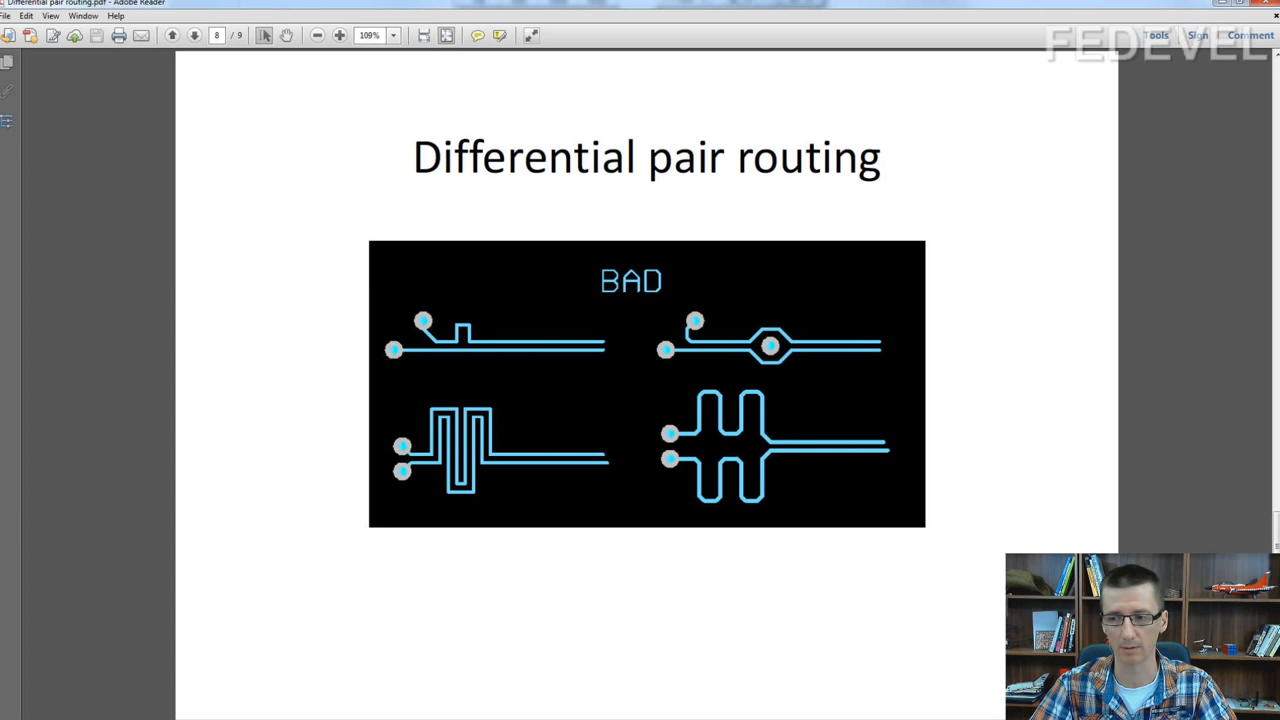 Differential pair routing.pdf - Adobe Reader
File Edit View Window Help
8 / 9 109% Tools Sign Comment
FEDEVEL
Differential pair routing
BAD